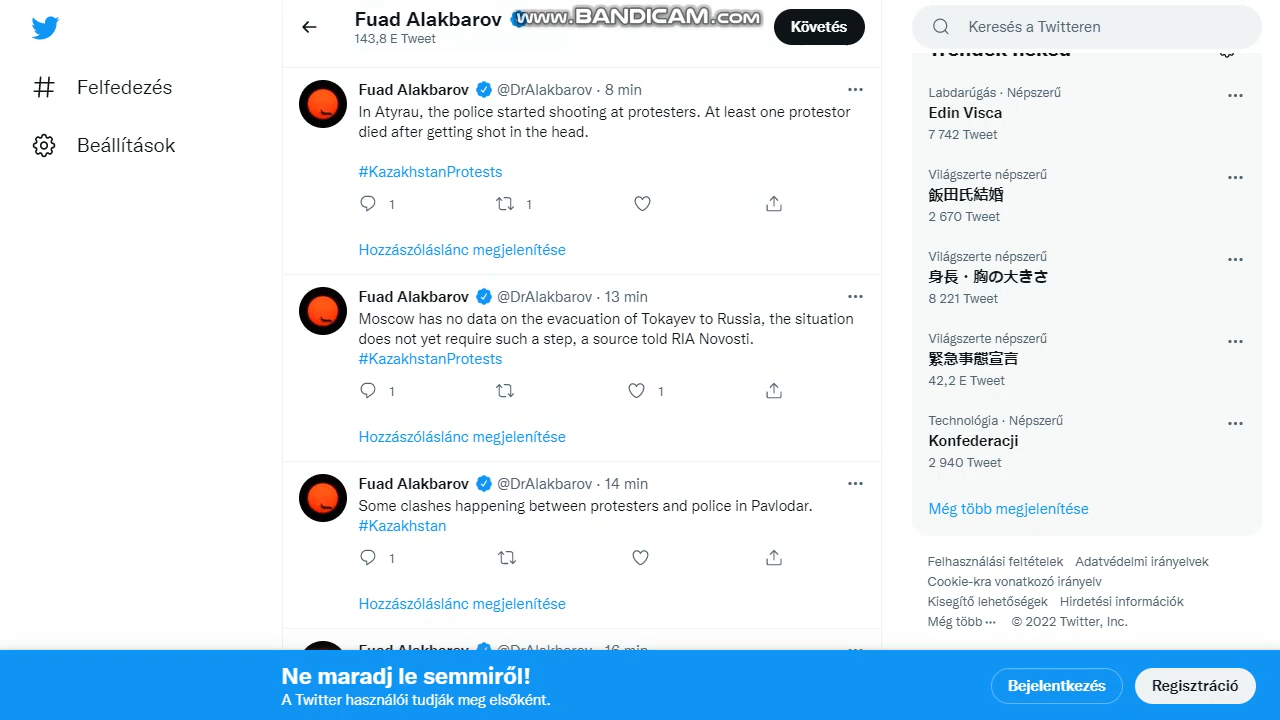 Felfedezés
Beállítások
Fuad Alakbarov
143,8 E Tweet
www.BANDICAM.com
Követés
Fuad Alakbarov @DrAlakbarov · 8 min
In Atyrau, the police started shooting at protesters. At least one protestor
died after getting shot in the head.
#KazakhstanProtests
1 1
Hozzászóláslánc megjelenítése
Fuad Alakbarov @DrAlakbarov · 13 min
Moscow has no data on the evacuation of Tokayev to Russia, the situation
does not yet require such a step, a source told RIA Novosti.
#KazakhstanProtests
1 1
Hozzászóláslánc megjelenítése
Fuad Alakbarov @DrAlakbarov · 14 min
Some clashes happening between protesters and police in Pavlodar.
#Kazakhstan
1
Hozzászóláslánc megjelenítése
Fuad Alakbarov @DrAlakbarov · 16 min
Keresés a Twitteren
Trendek neked
Labdarúgás · Népszerű
Edin Visca
7 742 Tweet
Világszerte népszerű
飯田氏結婚
2 670 Tweet
Világszerte népszerű
身長・胸の大きさ
8 221 Tweet
Világszerte népszerű
緊急事態宣言
42,2 E Tweet
Technológia · Népszerű
Konfederacji
2 940 Tweet
Még több megjelenítése
Felhasználási feltételek Adatvédelmi irányelvek
Cookie-kra vonatkozó irányelv
Kisegítő lehetőségek Hirdetési információk
Még több ··· © 2022 Twitter, Inc.
Ne maradj le semmiről!
A Twitter használói tudják meg elsőként.
Bejelentkezés
Regisztráció